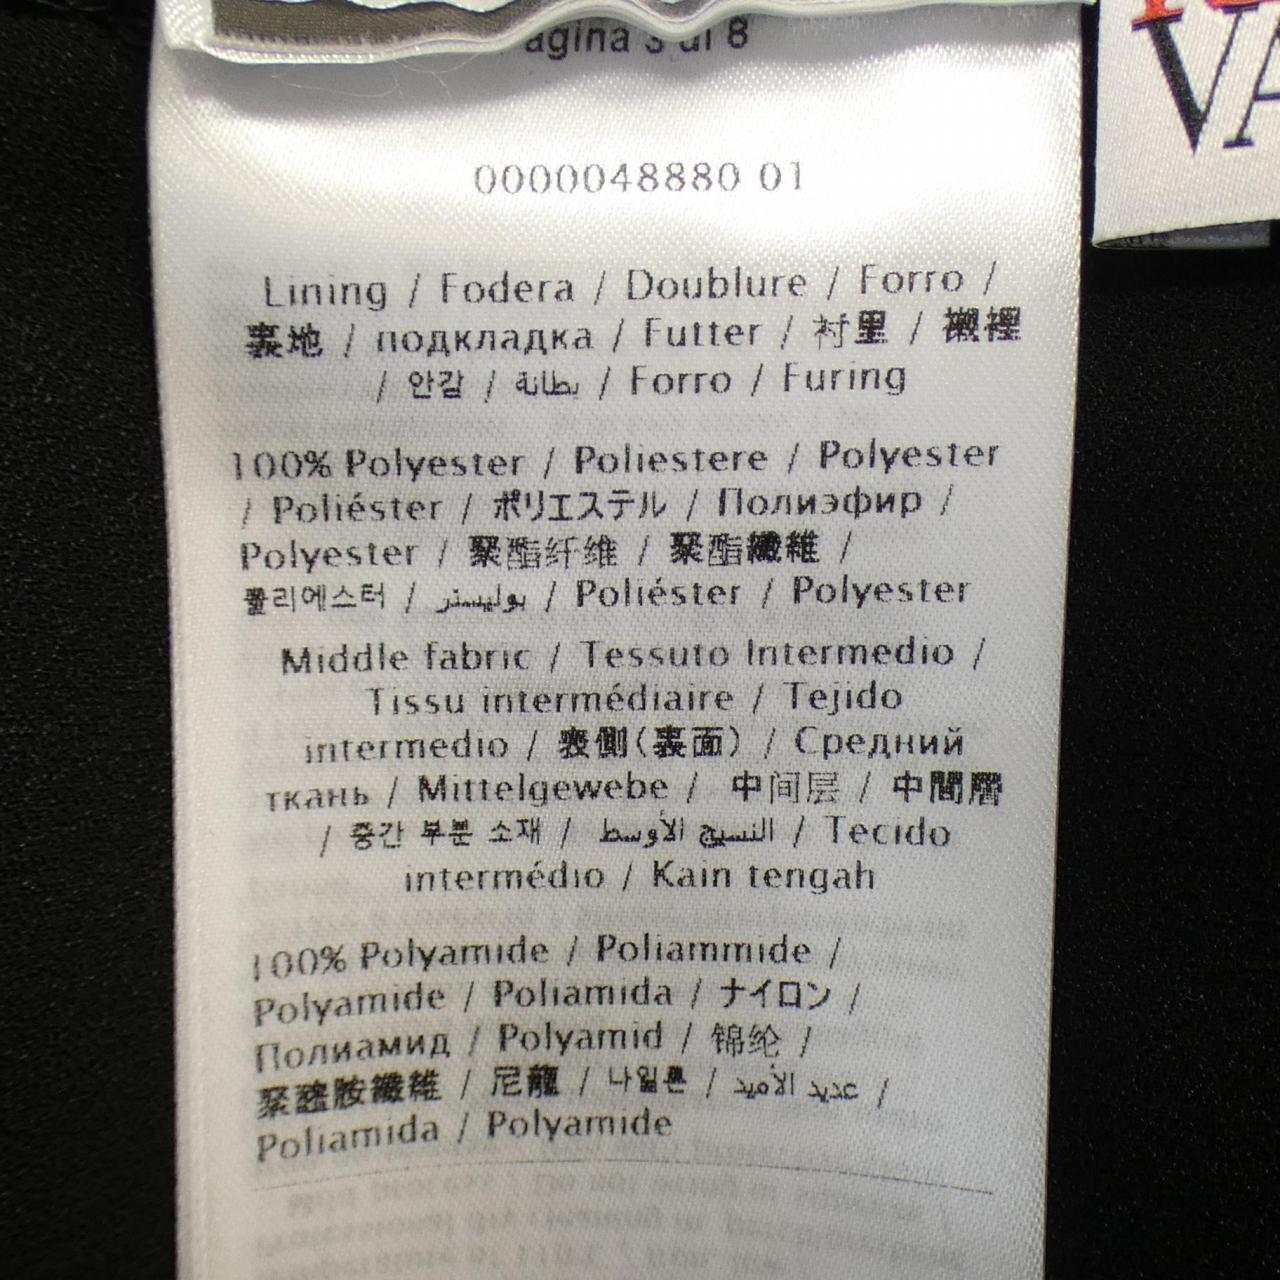 Pagina 3 di 8
VA
0000048880 01
Lining / Fodera / Doublure / Forro /
裏地 / подкладка / Futter / 衬里 / 襯裡
/ 안감 / بطانة / Forro / Furing
100% Polyester / Poliestere / Polyester
/ Poliéster / ポリエステル / Полиэфир /
Polyester / 聚酯纤维 / 聚酯纖維 /
폴리에스터 / بوليستر / Poliéster / Polyester
Middle fabric / Tessuto Intermedio /
Tissu intermédiaire / Tejido
intermedio / 表側(裏面) / Средний
ткань / Mittelgewebe / 中间层 / 中間層
/ 중간 부분 소재 / النسيج الأوسط / Tecido
intermédio / Kain tengah
100% Polyamide / Poliammide /
Polyamide / Poliamida / ナイロン /
Полиамид / Polyamid / 锦纶 /
聚醯胺纖維 / 尼龍 / 나일론 / عديد الأميد /
Poliamida / Polyamide